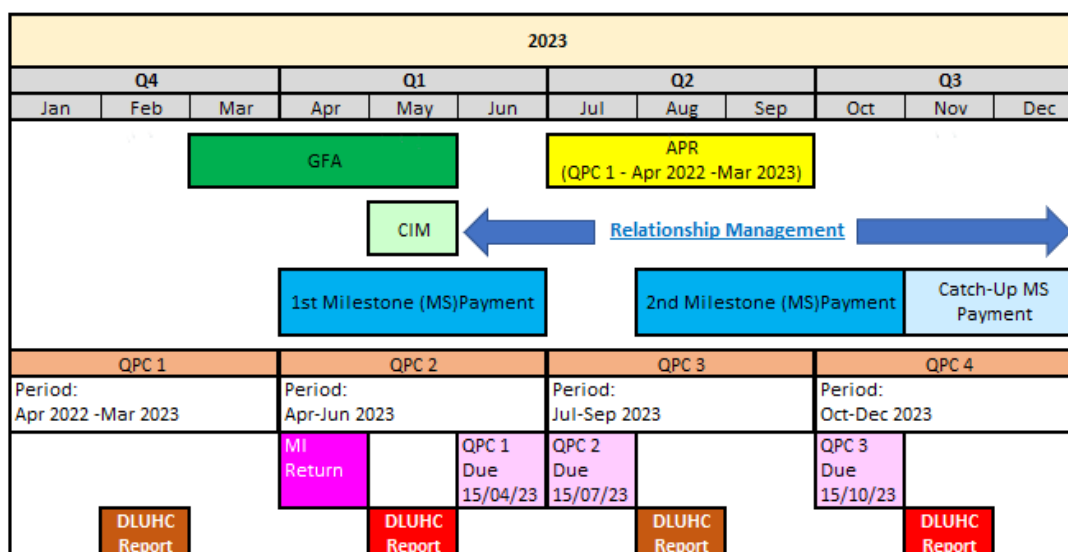 2023
Q4 Q1 Q2 Q3
Jan Feb Mar Apr May Jun Jul Aug Sep Oct Nov Dec
GFA
APR
(QPC 1 - Apr 2022 -Mar 2023)
CIM
Relationship Management
1st Milestone (MS)Payment
2nd Milestone (MS)Payment
Catch-Up MS
Payment
QPC 1 QPC 2 QPC 3 QPC 4
Period: Period: Period: Period:
Apr 2022 -Mar 2023 Apr-Jun 2023 Jul-Sep 2023 Oct-Dec 2023
MI QPC 1 QPC 2 QPC 3
Return Due Due Due
15/04/23 15/07/23 15/10/23
DLUHC DLUHC DLUHC DLUHC
Report Report Report Report